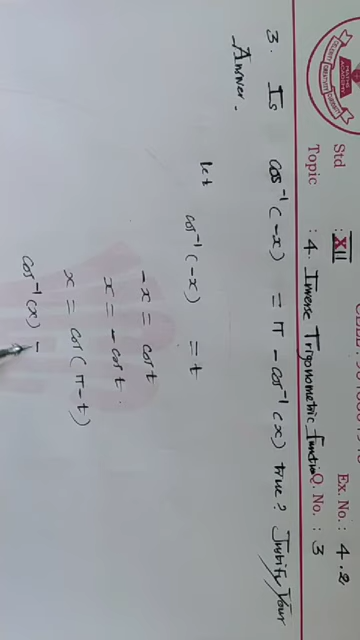 Std : XII
Ex. No.: 4.2
Topic : 4. Inverse Trigonometric Function
Q. No. : 3
3. Is cos⁻¹(-x) = π - cos⁻¹(x) true? Justify Your
Answer.
let cos⁻¹(-x) = t
-x = cos t
x = - cos t.
x = cos(π-t)
cos⁻¹(x) -